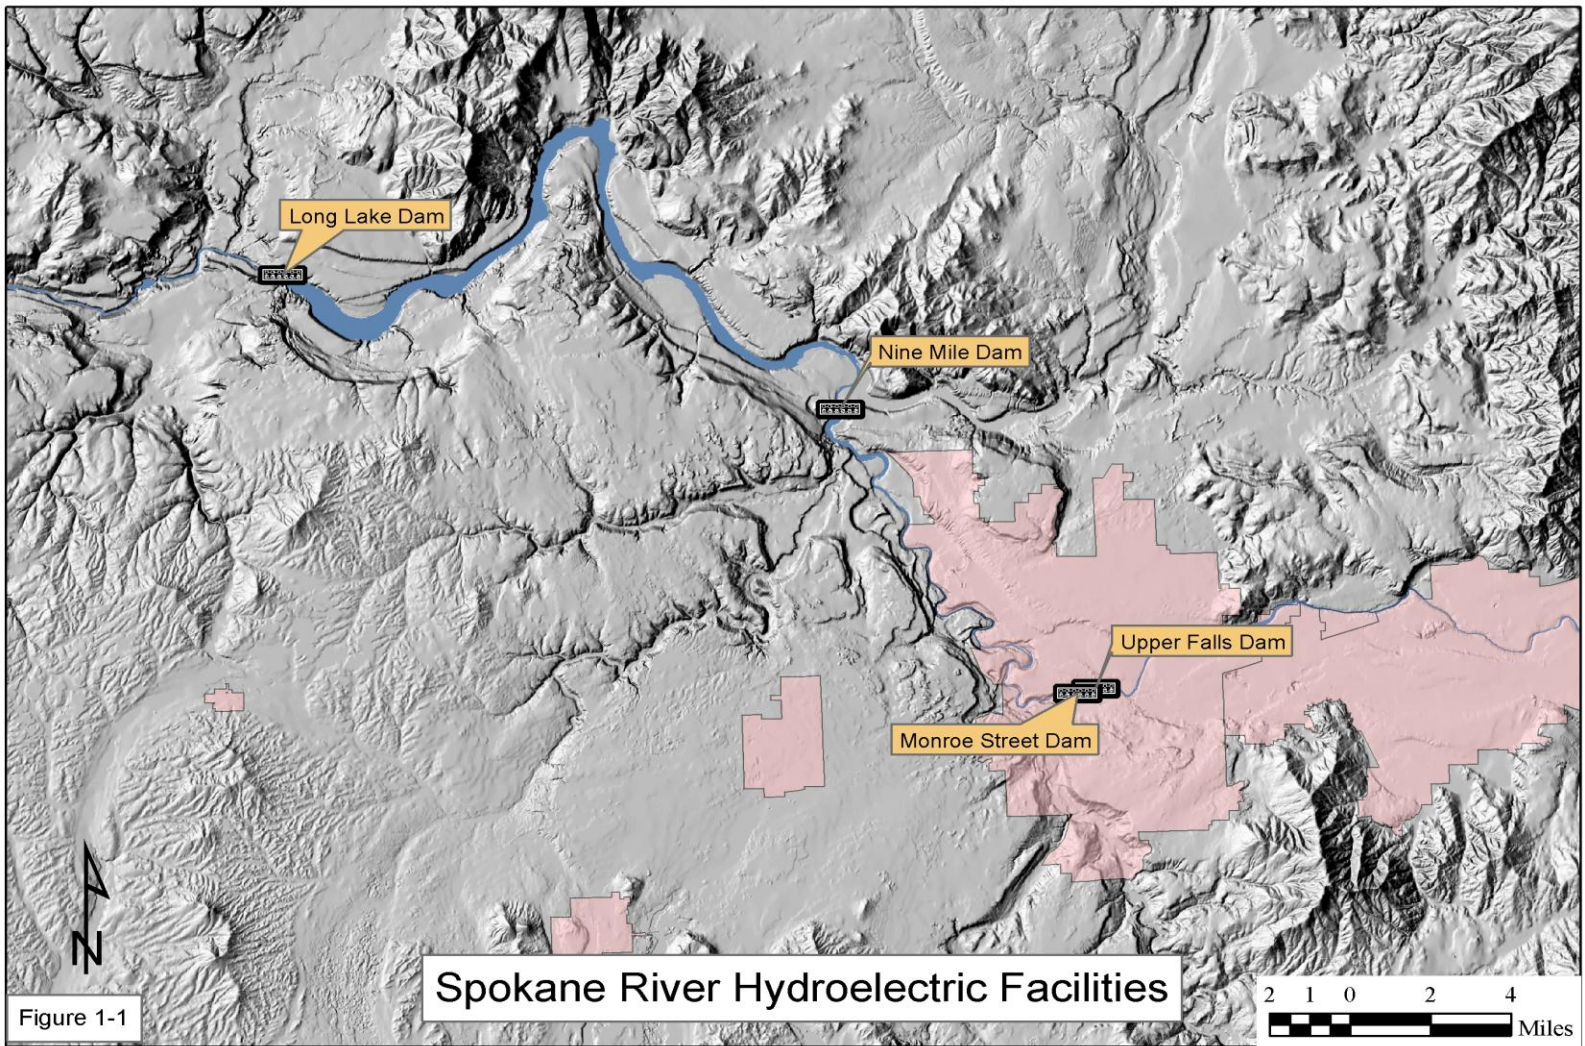 Long Lake Dam
Nine Mile Dam
Upper Falls Dam
Monroe Street Dam
N
Spokane River Hydroelectric Facilities
Figure 1-1
2 1 0 2 4
Miles